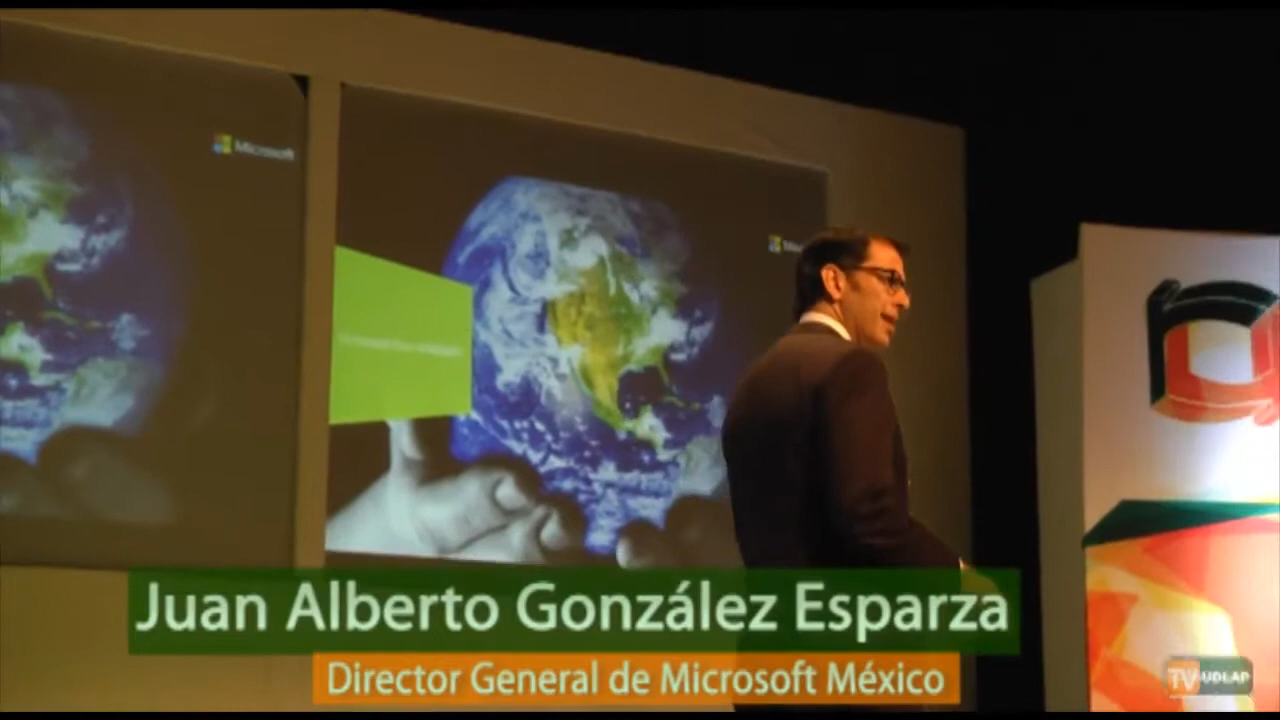 Microsoft
Juan Alberto González Esparza
Director General de Microsoft México
TV UDLAP